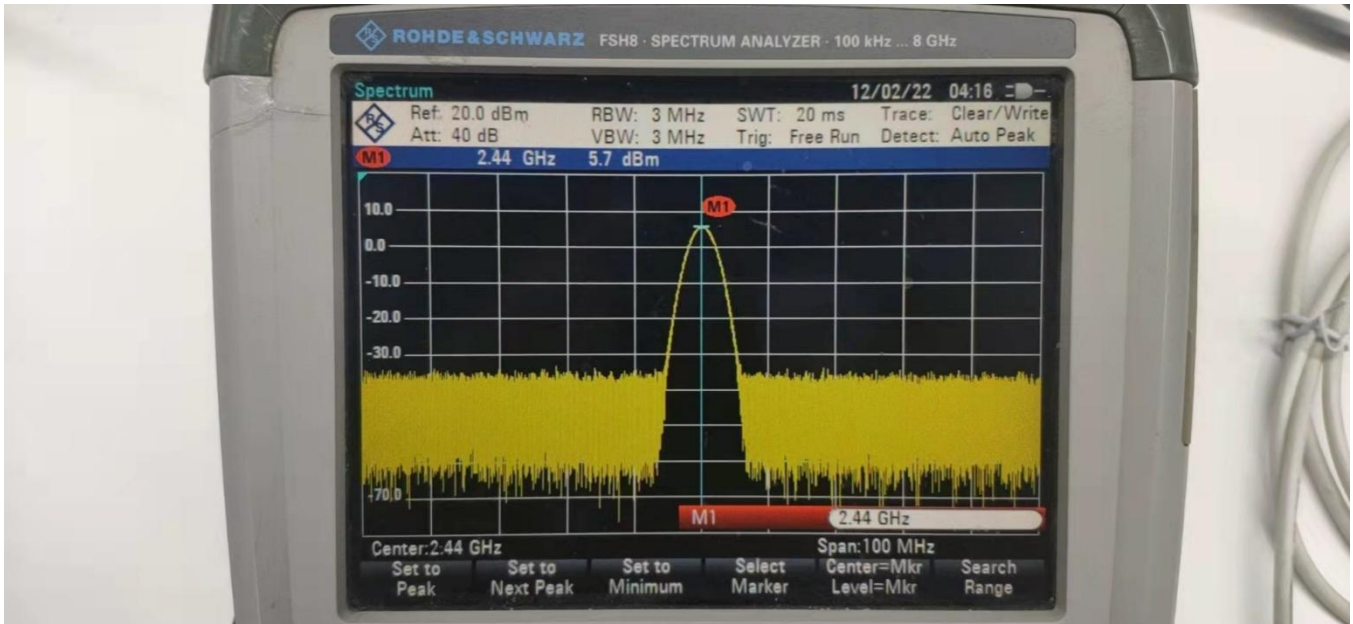 ROHDE&SCHWARZ FSH8 · SPECTRUM ANALYZER · 100 kHz ... 8 GHz
Spectrum 12/02/22 04:16
Ref: 20.0 dBm RBW: 3 MHz SWT: 20 ms Trace: Clear/Write
Att: 40 dB VBW: 3 MHz Trig: Free Run Detect: Auto Peak
M1 2.44 GHz 5.7 dBm
M1
10.0
0.0
-10.0
-20.0
-30.0
-70.0
M1 2.44 GHz
Center:2.44 GHz Span:100 MHz
Set to Set to Set to Select Center=Mkr Search
Peak Next Peak Minimum Marker Level=Mkr Range